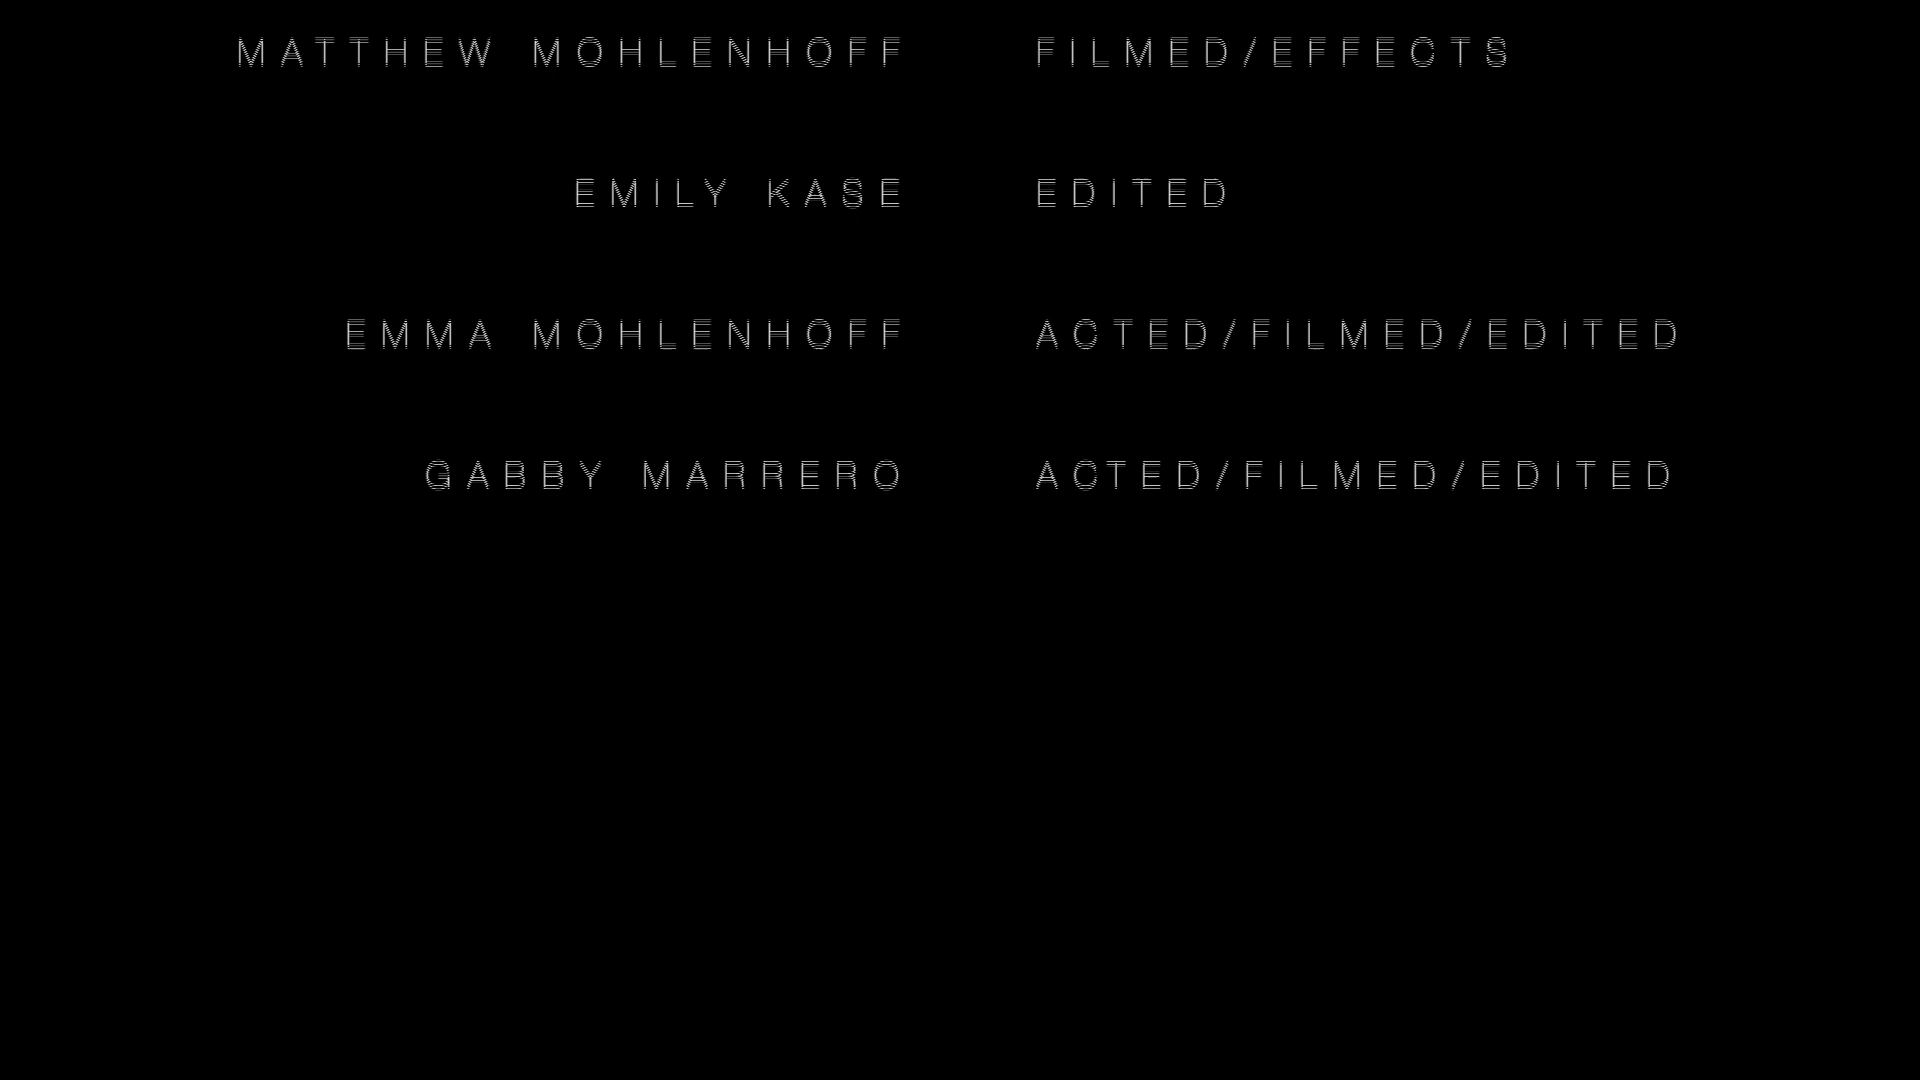 MATTHEW MOHLENHOFF FILMED/EFFECTS
EMILY KASE EDITED
EMMA MOHLENHOFF ACTED/FILMED/EDITED
GABBY MARRERO ACTED/FILMED/EDITED